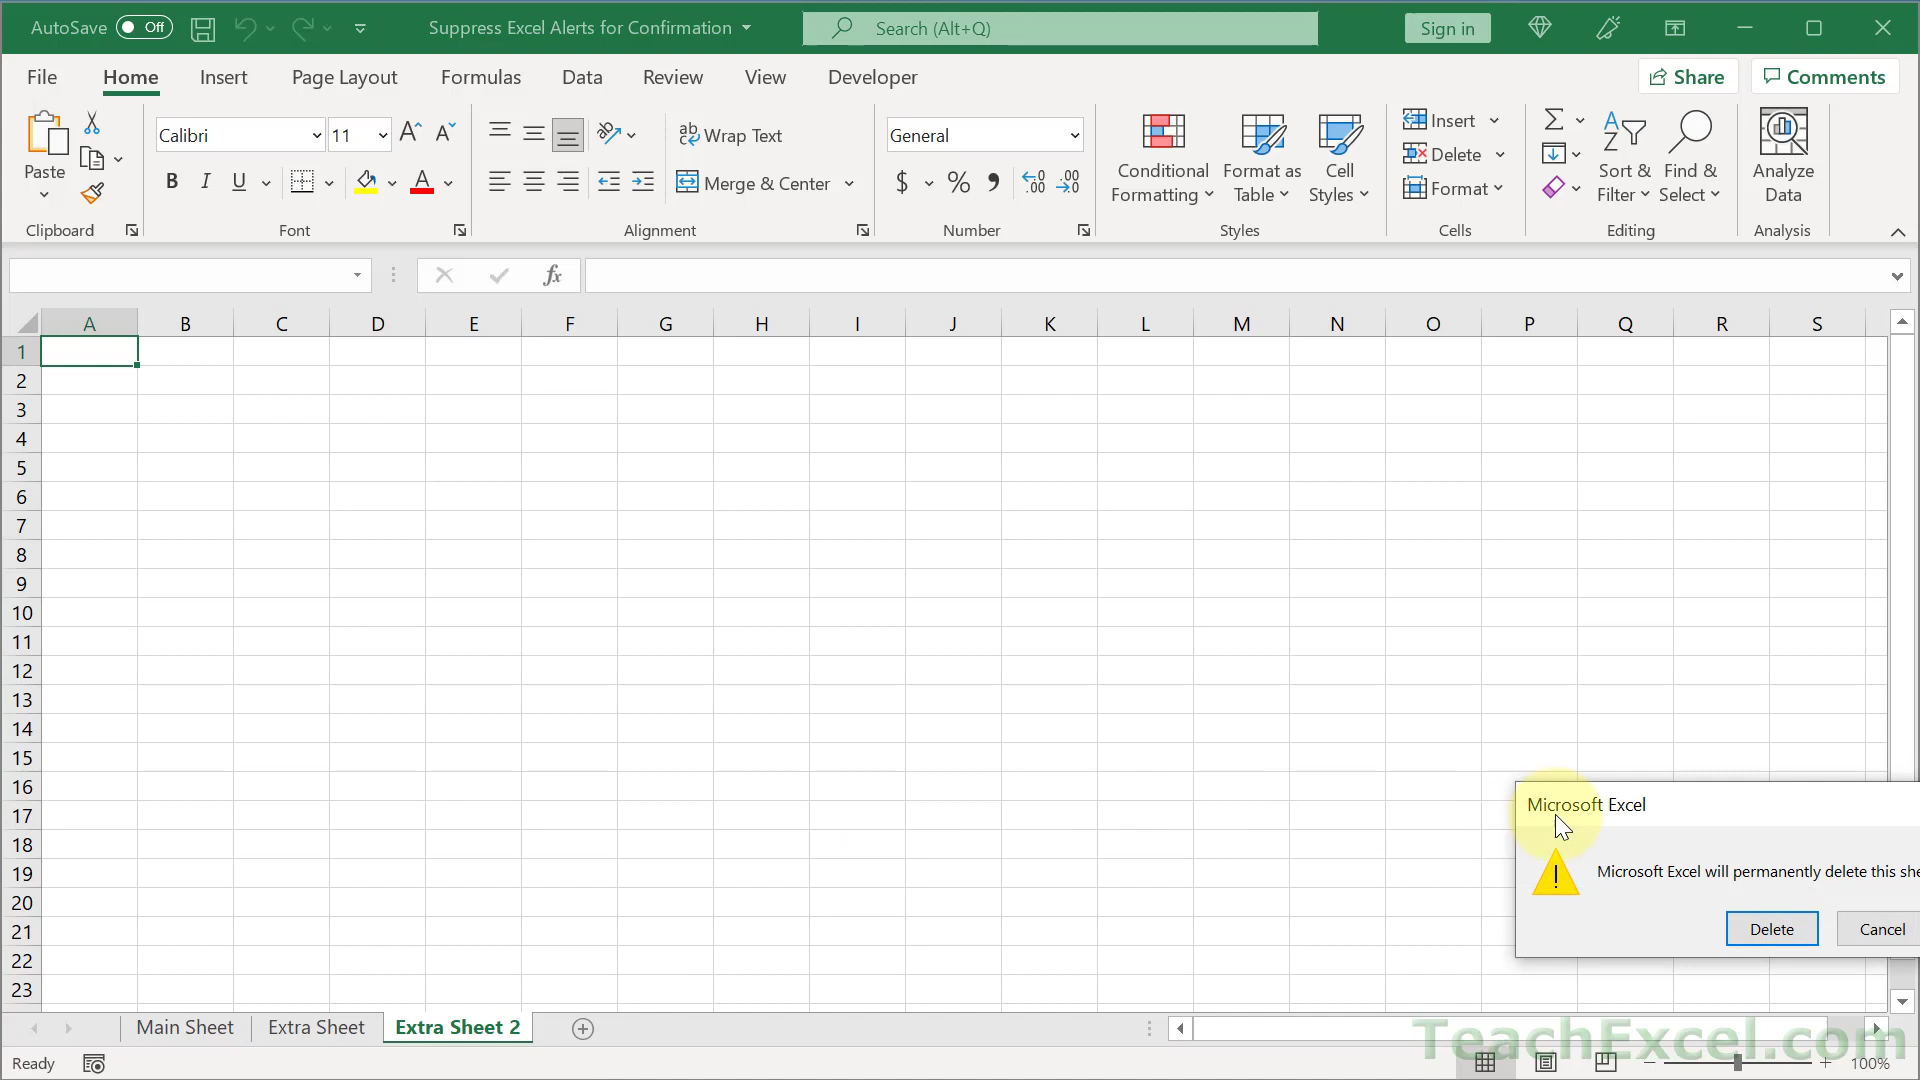 AutoSave Off Suppress Excel Alerts for Confirmation Search (Alt+Q) Sign in
File Home Insert Page Layout Formulas Data Review View Developer Share Comments
Paste
Clipboard
Calibri 11
B I U A
Font
ab Wrap Text
Merge & Center
Alignment
General
$ % 9
Number
Conditional Formatting
Format as Table
Cell Styles
Styles
Insert
Delete
Format
Cells
Sort & Filter
Find & Select
Editing
Analyze Data
Analysis
fx
A B C D E F G H I J K L M N O P Q R S
1
2
3
4
5
6
7
8
9
10
11
12
13
14
15
16
17
18
19
20
21
22
23
Microsoft Excel
Microsoft Excel will permanently delete this she
Delete Cancel
Main Sheet Extra Sheet Extra Sheet 2
TeachExcel.com
Ready 100%